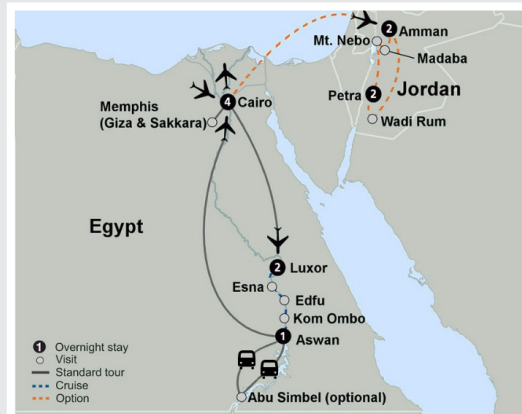 2 Amman
Mt. Nebo
Madaba
Petra 2
Jordan
Wadi Rum
4 Cairo
Memphis
(Giza & Sakkara)
Egypt
2 Luxor
Esna
Edfu
Kom Ombo
1 Aswan
Abu Simbel (optional)
1 Overnight stay
Visit
Standard tour
Cruise
Option